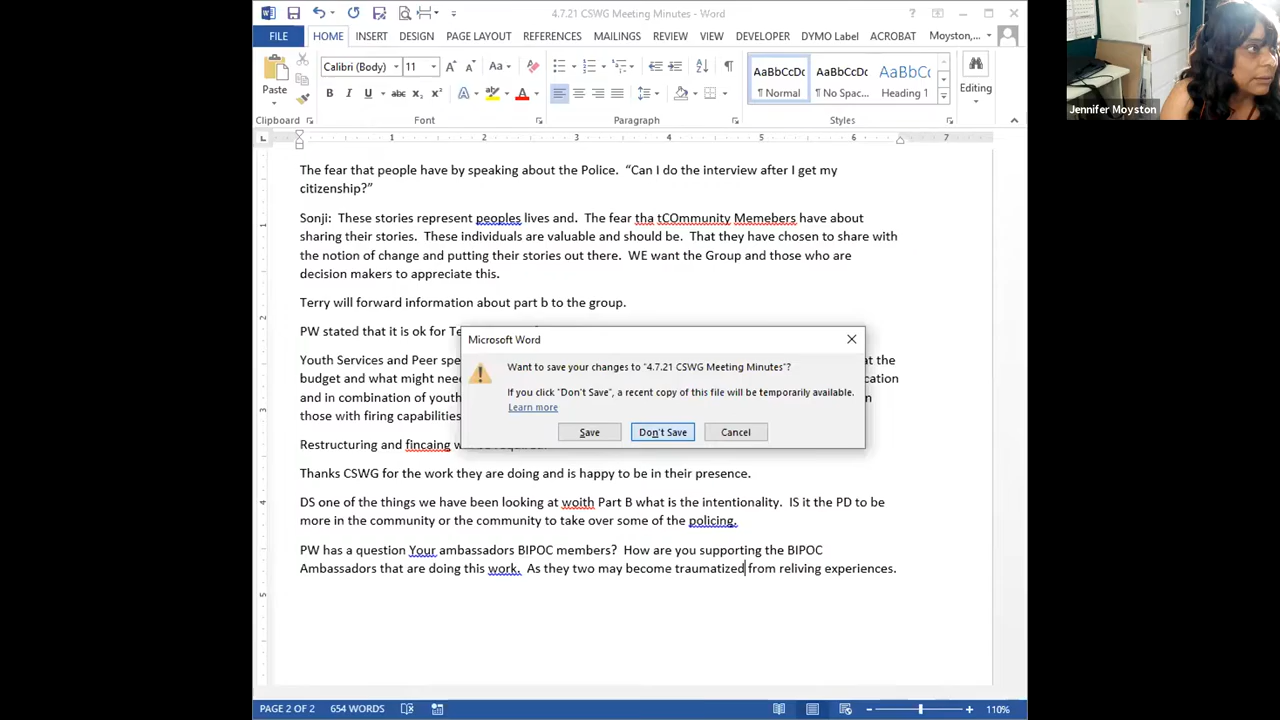 4.7.21 CSWG Meeting Minutes - Word
FILE HOME INSERT DESIGN PAGE LAYOUT REFERENCES MAILINGS REVIEW VIEW DEVELOPER DYMO Label ACROBAT Moyston,...
Jennifer Moyston
Paste
Calibri (Body) 11
Clipboard Font Paragraph Styles
AaBbCcDc AaBbCcDc AaBbCc
¶ Normal ¶ No Spac... Heading 1
Editing
1 2 3 4 5 6 7
The fear that people have by speaking about the Police. “Can I do the interview after I get my
citizenship?”
Sonji: These stories represent peoples lives and. The fear tha tCOmmunity Memebers have about
sharing their stories. These individuals are valuable and should be. That they have chosen to share with
the notion of change and putting their stories out there. WE want the Group and those who are
decision makers to appreciate this.
Terry will forward information about part b to the group.
PW stated that it is ok for
Youth Services and Peer at the
budget and what might
and in combination of
those with firing capabilities
Restructuring and fincaing
Microsoft Word
Want to save your changes to "4.7.21 CSWG Meeting Minutes"?
If you click "Don't Save", a recent copy of this file will be temporarily available.
Learn more
Save Don't Save Cancel
Thanks CSWG for the work they are doing and is happy to be in their presence.
DS one of the things we have been looking at woith Part B what is the intentionality. IS it the PD to be
more in the community or the community to take over some of the policing.
PW has a question Your ambassadors BIPOC members? How are you supporting the BIPOC
Ambassadors that are doing this work. As they two may become traumatized from reliving experiences.
PAGE 2 OF 2 654 WORDS 110%